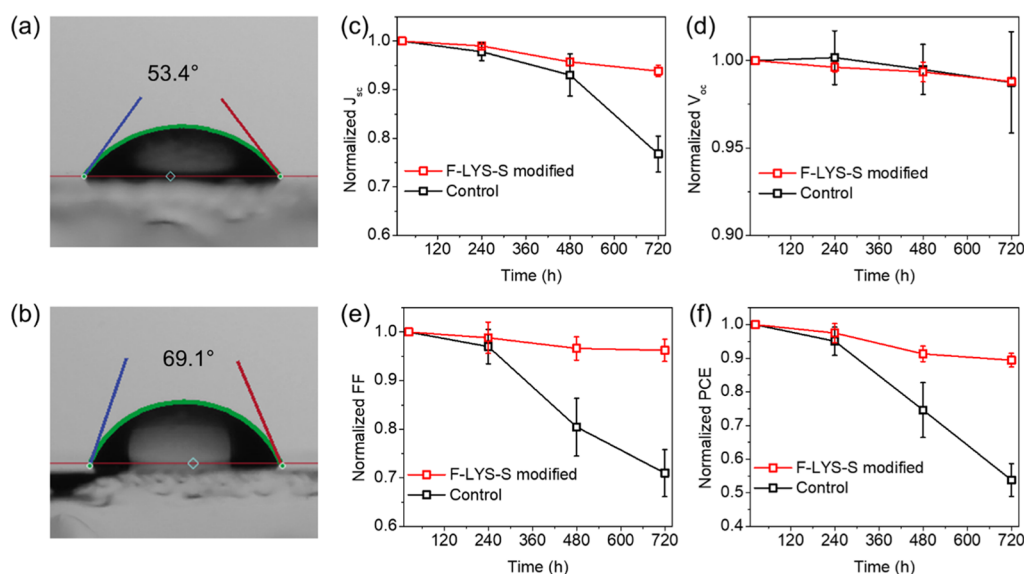 (a)
53.4°
(b)
69.1°
(c)
Normalized Jsc
1.0
0.9
0.8
0.7
0.6
F-LYS-S modified
Control
120 240 360 480 600 720
Time (h)
(d)
Normalized Voc
1.00
0.95
0.90
F-LYS-S modified
Control
120 240 360 480 600 720
Time (h)
(e)
Normalized FF
1.0
0.9
0.8
0.7
0.6
F-LYS-S modified
Control
120 240 360 480 600 720
Time (h)
(f)
Normalized PCE
1.0
0.9
0.8
0.7
0.6
0.5
0.4
F-LYS-S modified
Control
120 240 360 480 600 720
Time (h)